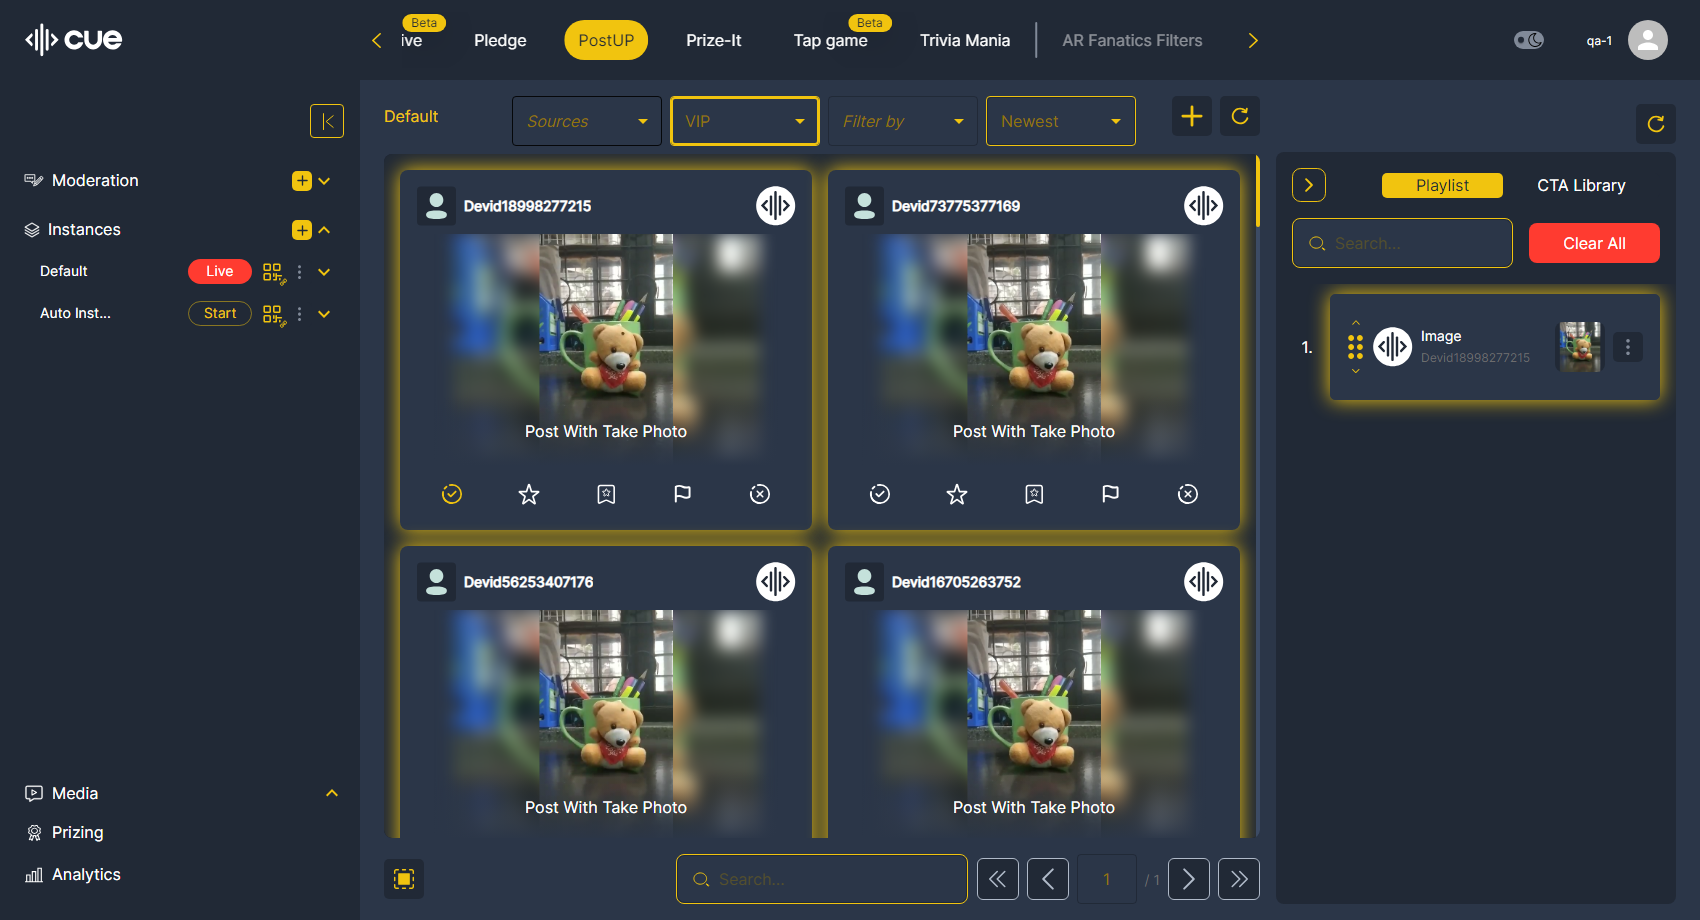 cue
Beta
ive
Pledge
PostUP
Prize-It
Beta
Tap game
Trivia Mania
AR Fanatics Filters
qa-1
Moderation
Instances
Default
Live
Auto Inst...
Start
Media
Prizing
Analytics
Default
Sources
VIP
Filter by
Newest
Devid18998277215
Post With Take Photo
Devid73775377169
Post With Take Photo
Devid56253407176
Post With Take Photo
Devid16705263752
Post With Take Photo
Search...
1
/ 1
Playlist
CTA Library
Search...
Clear All
1.
Image
Devid18998277215